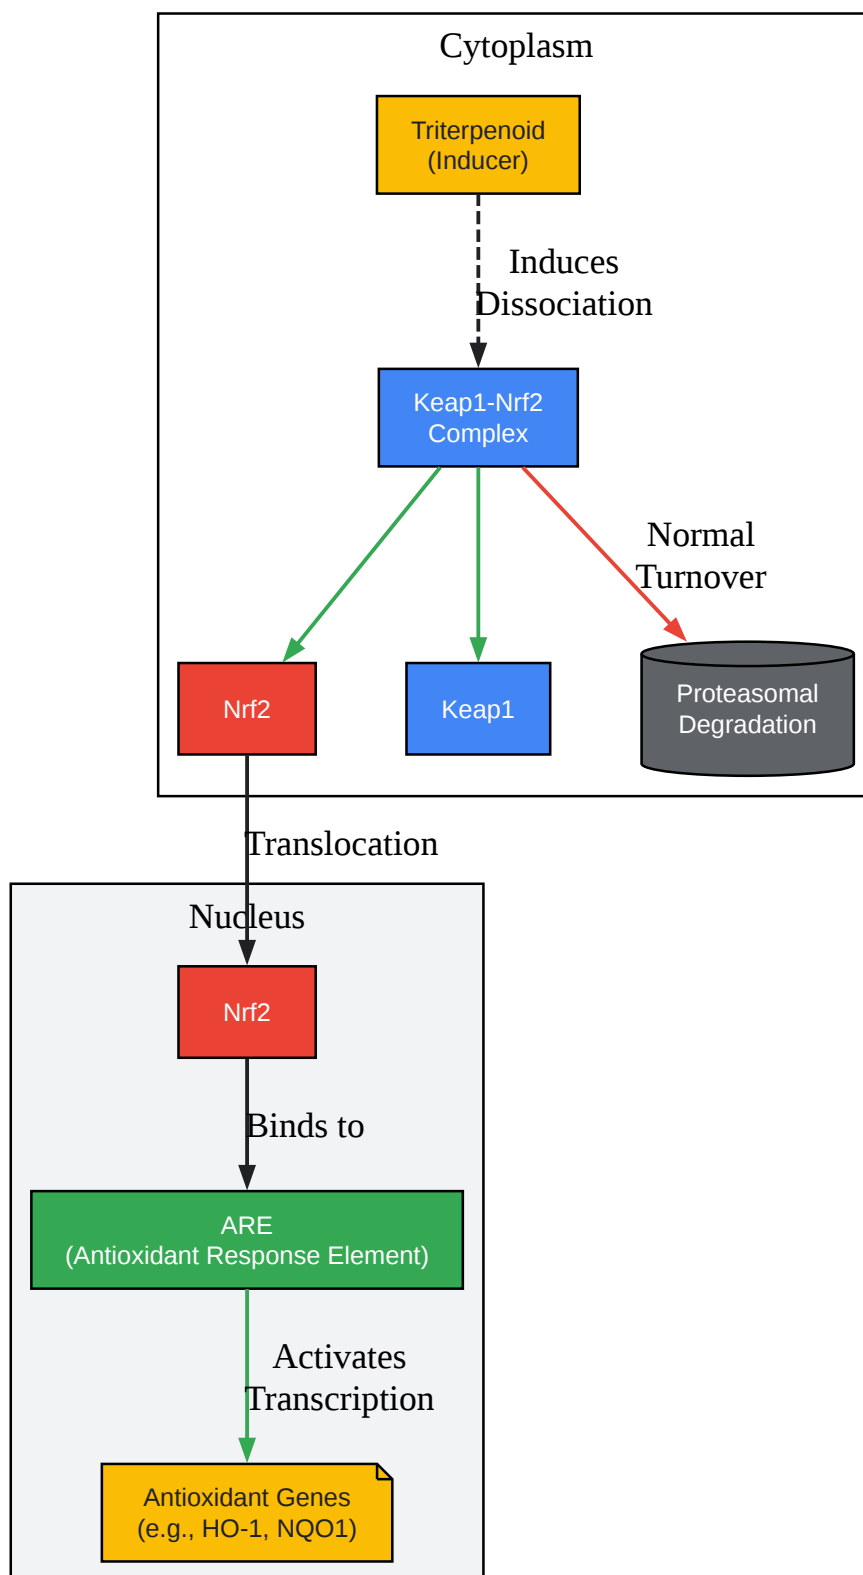 Cytoplasm
Triterpenoid
(Inducer)
Induces
Dissociation
Keap1-Nrf2
Complex
Normal
Turnover
Nrf2
Keap1
Proteasomal
Degradation
Translocation
Nucleus
Nrf2
Binds to
ARE
(Antioxidant Response Element)
Activates
Transcription
Antioxidant Genes
(e.g., HO-1, NQO1)